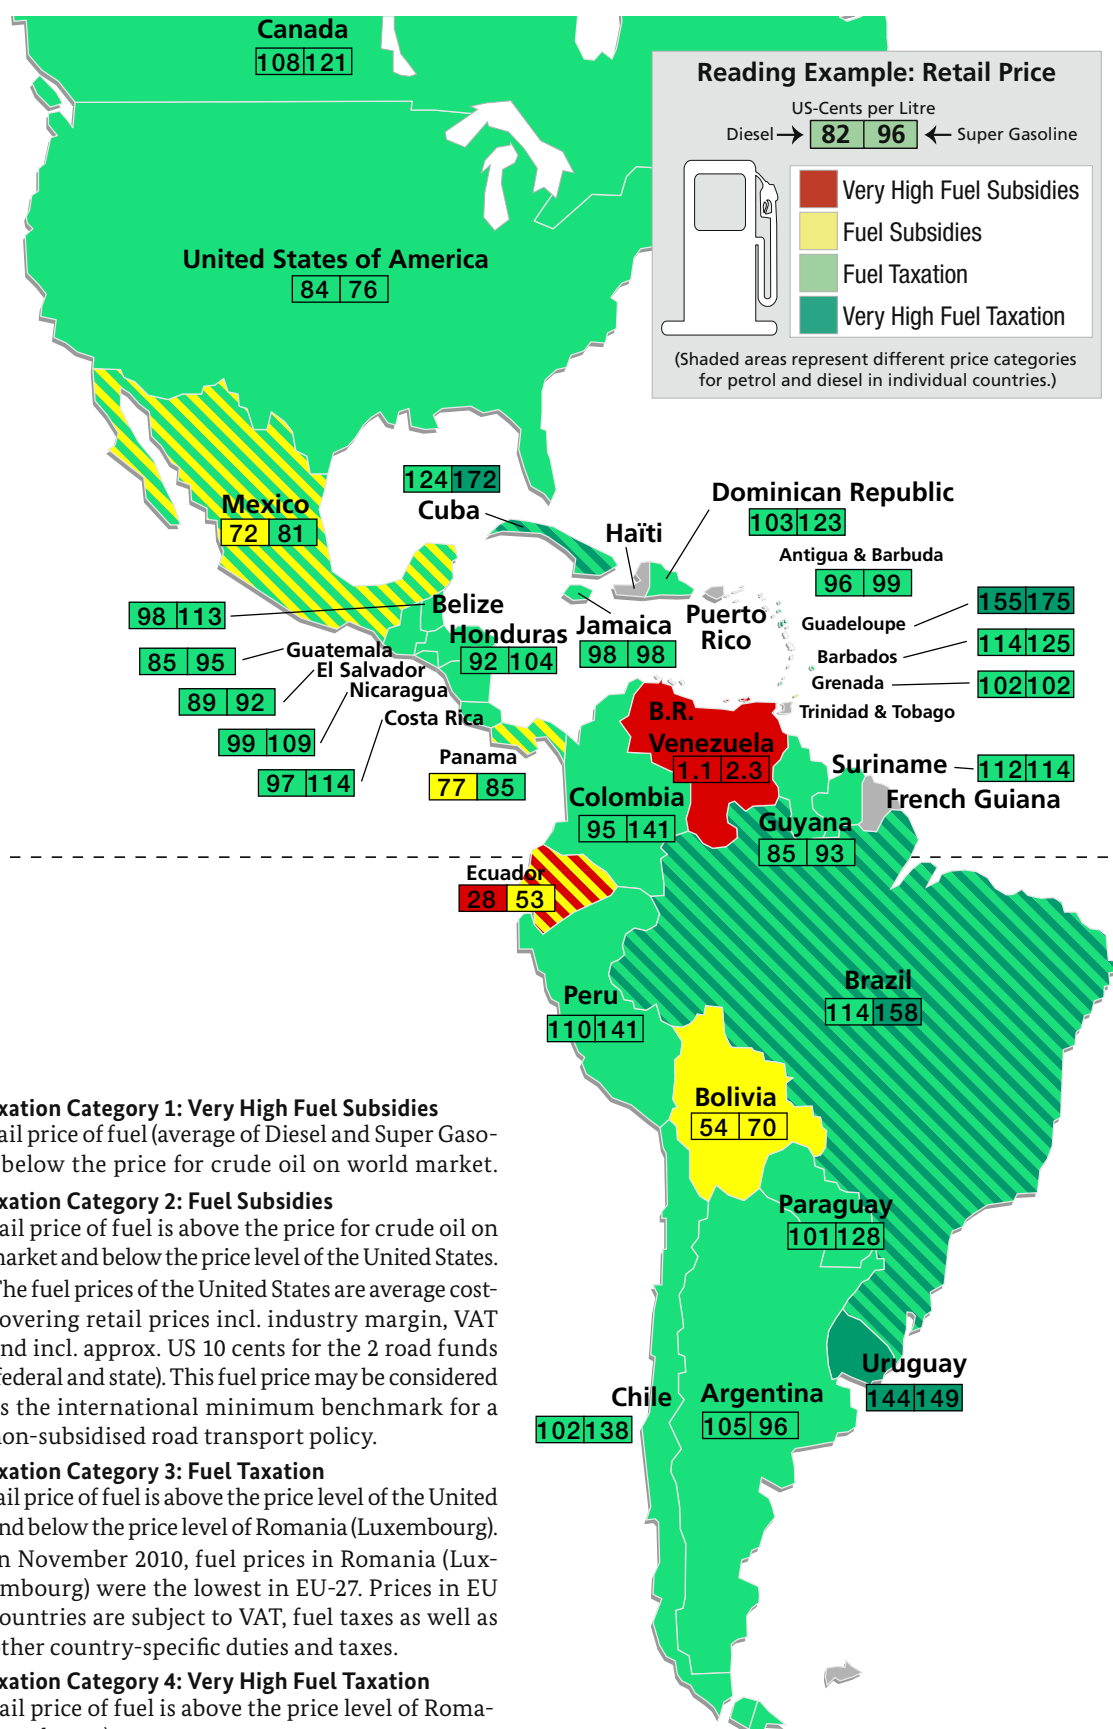 Canada
108 121
Reading Example: Retail Price
US-Cents per Litre
Diesel 82 96 Super Gasoline
Very High Fuel Subsidies
Fuel Subsidies
Fuel Taxation
Very High Fuel Taxation
(Shaded areas represent different price categories
for petrol and diesel in individual countries.)
United States of America
84 76
Mexico
72 81
124 172
Cuba
Haïti
Dominican Republic
103 123
Antigua & Barbuda
96 99
Puerto
Rico
Jamaica
98 98
Guadeloupe
155 175
Barbados
114 125
Grenada
102 102
Trinidad & Tobago
Belize
98 113
Honduras
92 104
Guatemala
85 95
El Salvador
89 92
Nicaragua
99 109
Costa Rica
97 114
Panama
77 85
B.R.
Venezuela
1.1 2.3
Colombia
95 141
Suriname
112 114
French Guiana
Guyana
85 93
Ecuador
28 53
Peru
110 141
Brazil
114 158
Bolivia
54 70
Paraguay
101 128
Uruguay
144 149
Chile
102 138
Argentina
105 96
xation Category 1: Very High Fuel Subsidies
ail price of fuel (average of Diesel and Super Gaso-
below the price for crude oil on world market.
xation Category 2: Fuel Subsidies
ail price of fuel is above the price for crude oil on
market and below the price level of the United States.
The fuel prices of the United States are average cost-
overing retail prices incl. industry margin, VAT
nd incl. approx. US 10 cents for the 2 road funds
federal and state). This fuel price may be considered
s the international minimum benchmark for a
non-subsidised road transport policy.
xation Category 3: Fuel Taxation
ail price of fuel is above the price level of the United
nd below the price level of Romania (Luxembourg).
n November 2010, fuel prices in Romania (Lux-
mbourg) were the lowest in EU-27. Prices in EU
ountries are subject to VAT, fuel taxes as well as
ther country-specific duties and taxes.
xation Category 4: Very High Fuel Taxation
ail price of fuel is above the price level of Roma-